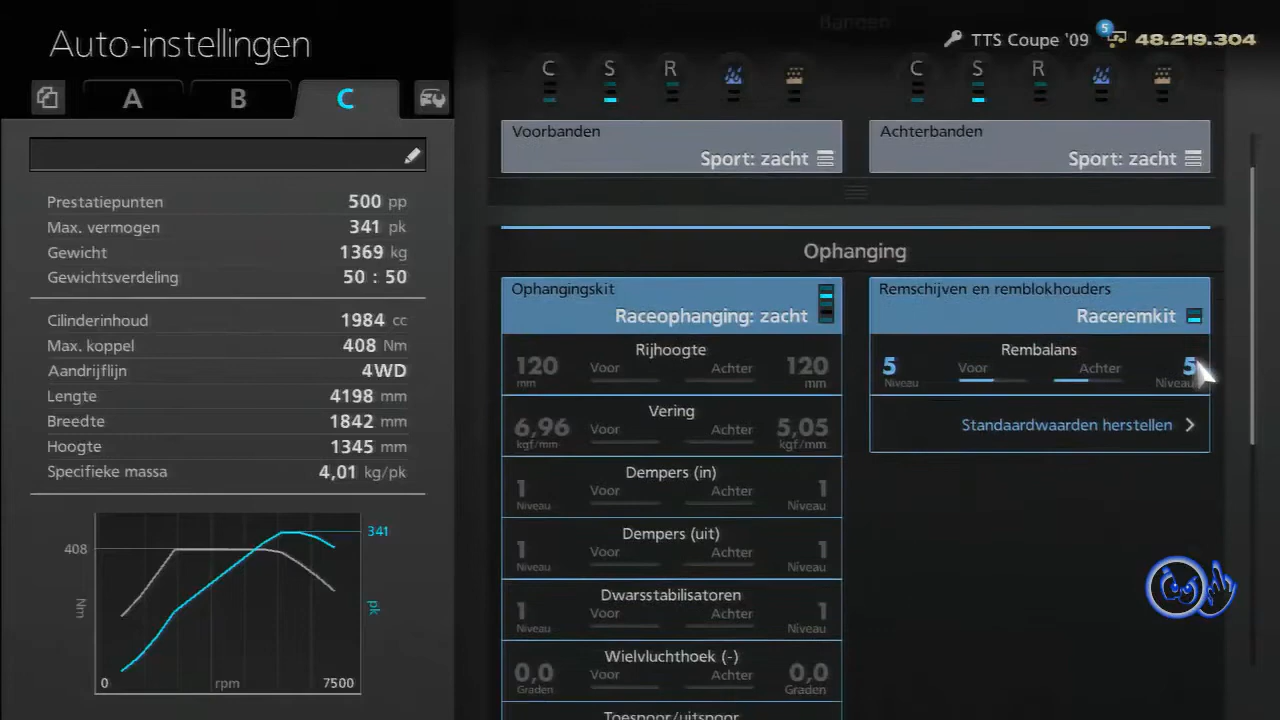 Banden
Auto-instellingen
TTS Coupe '09 5 48.219.304
A B C
C S R C S R
Voorbanden
Sport: zacht
Achterbanden
Sport: zacht
Prestatiepunten 500 pp
Max. vermogen 341 pk
Gewicht 1369 kg
Gewichtsverdeling 50 : 50
Cilinderinhoud 1984 cc
Max. koppel 408 Nm
Aandrijflijn 4WD
Lengte 4198 mm
Breedte 1842 mm
Hoogte 1345 mm
Specifieke massa 4,01 kg/pk
341
408
Nm
pk
0 rpm 7500
Ophanging
Ophangingskit
Raceophanging: zacht
Rijhoogte
120 mm Voor Achter 120 mm
Vering
6,96 kgf/mm Voor Achter 5,05 kgf/mm
Dempers (in)
1 Niveau Voor Achter 1 Niveau
Dempers (uit)
1 Niveau Voor Achter 1 Niveau
Dwarsstabilisatoren
1 Niveau Voor Achter 1 Niveau
Wielvluchthoek (-)
0,0 Graden Voor Achter 0,0 Graden
Toespoor/uitspoor
Remschijven en remblokhouders
Raceremkit
Rembalans
5 Niveau Voor Achter 5 Niveau
Standaardwaarden herstellen